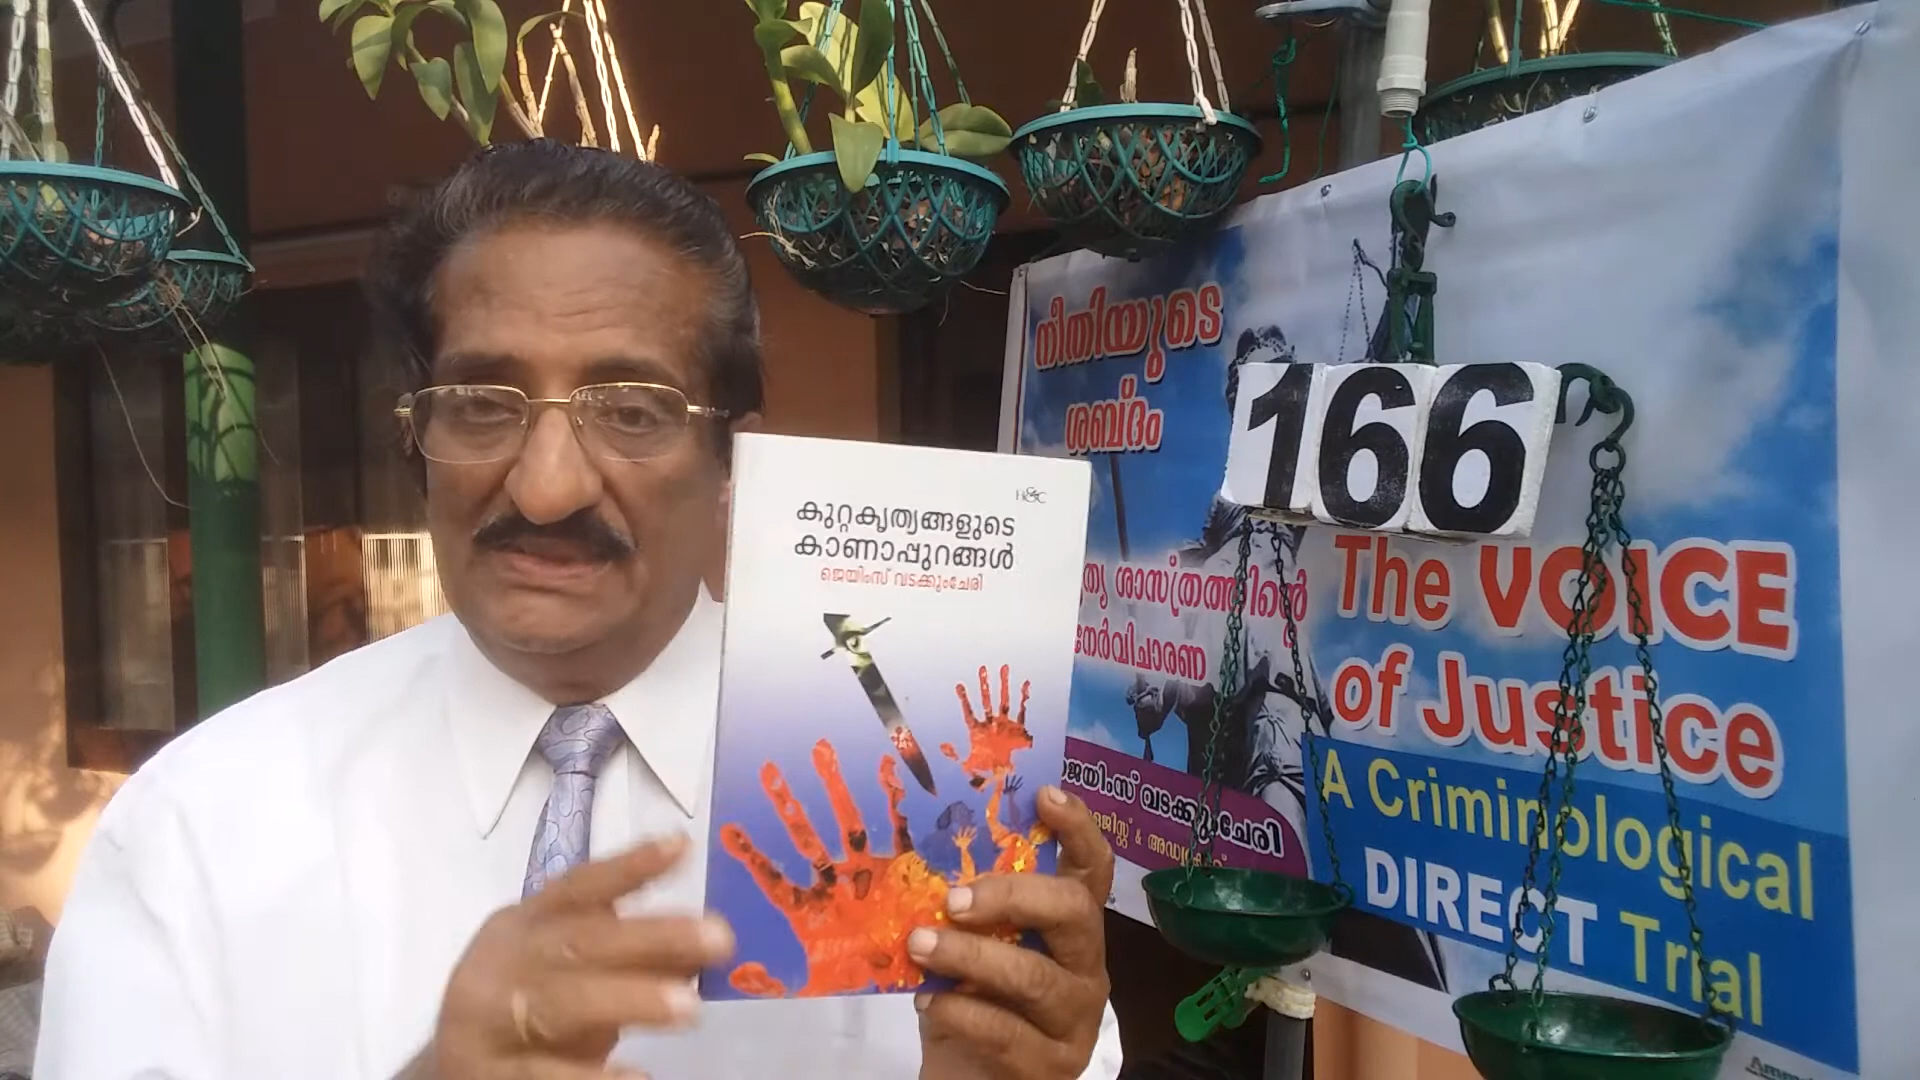 H&C
കുറ്റകൃത്യങ്ങളുടെ
കാണാപ്പുറങ്ങൾ
ജെയിംസ് വടക്കുംചേരി
നീതിയുടെ
ശബ്ദം
166
ശാസ്ത്രത്തിന്റെ
നേർവിചാരണ
ജെയിംസ് വടക്കുംചേരി
The VOICE
of Justice
A Criminological
DIRECT Trial